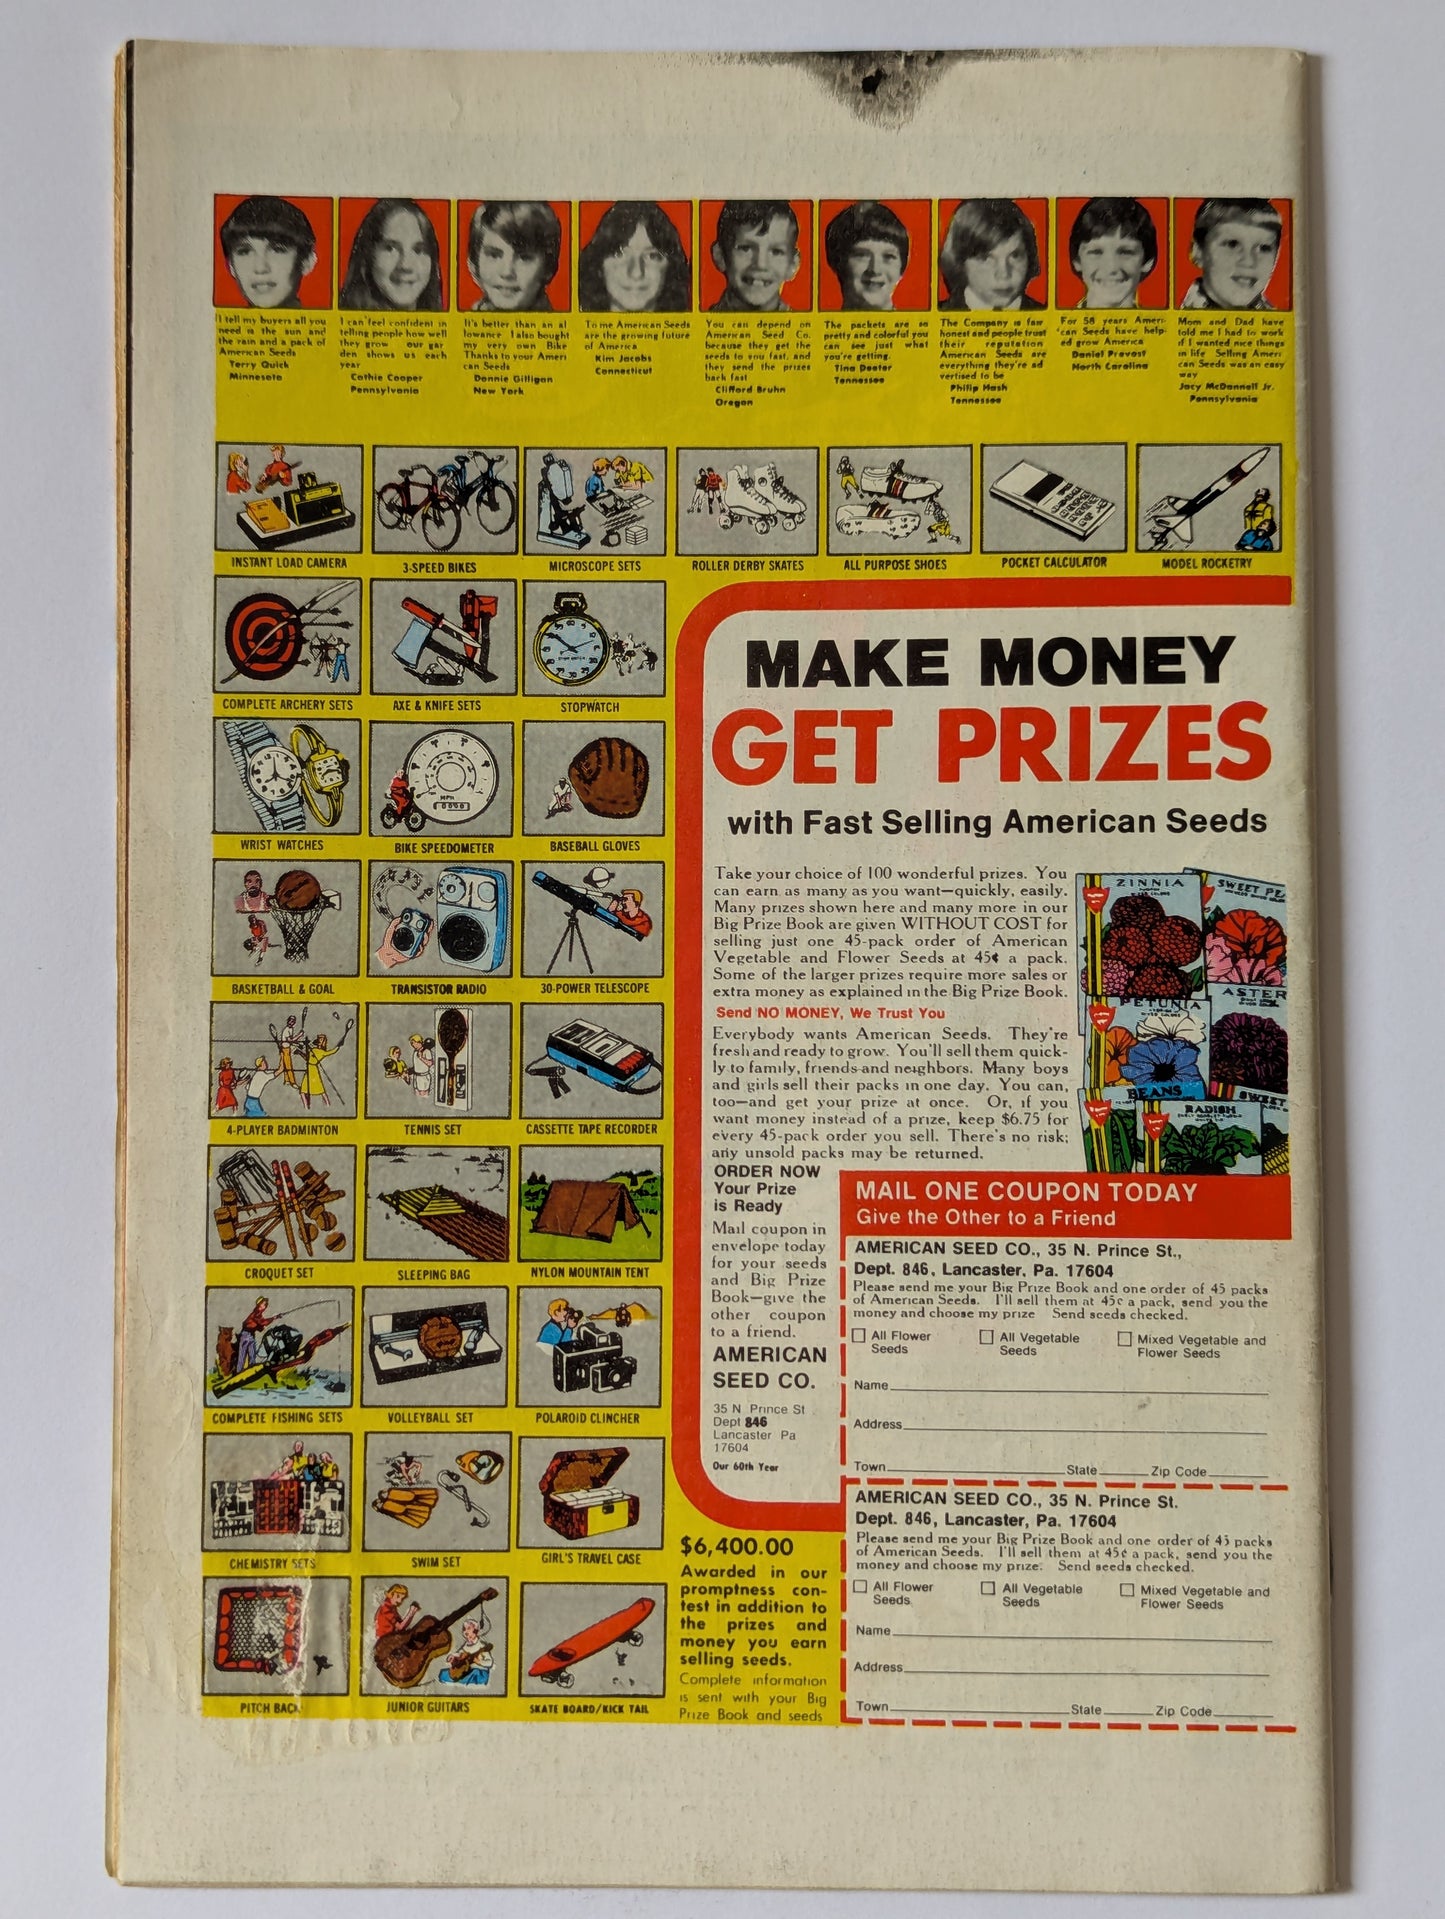 I tell my buyers all you
need is the sun and
the rain and a pack of
American Seeds
Terry Quick
Minnesota
I can feel confident in
telling people how well
they grow our gar
den shows us each
year
Cathie Cooper
Pennsylvania
It's better than an al
lowance I also bought
my very own Bike
Thanks to your Ameri
can Seeds
Donnie Gilligan
New York
To me American Seeds
are the growing future
of America
Kim Jacobs
Connecticut
You can depend on
American Seed Co.
because they get the
seeds to you fast, and
they send the prizes
back fast
Clifford Bruhn
Oregon
The packets are so
pretty and colorful you
can see just what
you're getting.
Tina Deeter
Tennessee
The Company is fair
honest and people trust
their reputation
American Seeds are
everything they're ad
vertised to be
Philip Hash
Tennessee
For 58 years Ameri-
can Seeds have help-
ed grow America
Daniel Provost
North Carolina
Mom and Dad have
told me I had to work
if I wanted nice things
in life Selling Ameri-
can Seeds was an easy
way
Jacy McDonnell Jr.
Pennsylvania
INSTANT LOAD CAMERA
3-SPEED BIKES
MICROSCOPE SETS
ROLLER DERBY SKATES
ALL PURPOSE SHOES
POCKET CALCULATOR
MODEL ROCKETRY
COMPLETE ARCHERY SETS
AXE & KNIFE SETS
STOPWATCH
WRIST WATCHES
MPH
BIKE SPEEDOMETER
BASEBALL GLOVES
BASKETBALL & GOAL
TRANSISTOR RADIO
30-POWER TELESCOPE
4-PLAYER BADMINTON
TENNIS SET
CASSETTE TAPE RECORDER
CROQUET SET
SLEEPING BAG
NYLON MOUNTAIN TENT
COMPLETE FISHING SETS
VOLLEYBALL SET
POLAROID CLINCHER
CHEMISTRY SETS
SWIM SET
GIRL'S TRAVEL CASE
PITCH BACK
JUNIOR GUITARS
SKATE BOARD/KICK TAIL
MAKE MONEY
GET PRIZES
with Fast Selling American Seeds
Take your choice of 100 wonderful prizes. You
can earn as many as you want—quickly, easily.
Many prizes shown here and many more in our
Big Prize Book are given WITHOUT COST for
selling just one 45-pack order of American
Vegetable and Flower Seeds at 45¢ a pack.
Some of the larger prizes require more sales or
extra money as explained in the Big Prize Book.
Send NO MONEY, We Trust You
Everybody wants American Seeds. They're
fresh and ready to grow. You'll sell them quick-
ly to family, friends and neighbors. Many boys
and girls sell their packs in one day. You can,
too—and get your prize at once. Or, if you
want money instead of a prize, keep $6.75 for
every 45-pack order you sell. There's no risk;
any unsold packs may be returned.
ZINNIA
SWEET PE
ASTER
PETUNIA
BEANS
RADISH
SWEET
ORDER NOW
Your Prize
is Ready
Mail coupon in
envelope today
for your seeds
and Big Prize
Book—give the
other coupon
to a friend.
AMERICAN
SEED CO.
35 N Prince St
Dept 846
Lancaster Pa
17604
Our 60th Year
MAIL ONE COUPON TODAY
Give the Other to a Friend
AMERICAN SEED CO., 35 N. Prince St.,
Dept. 846, Lancaster, Pa. 17604
Please send me your Big Prize Book and one order of 45 packs
of American Seeds. I'll sell them at 45¢ a pack, send you the
money and choose my prize Send seeds checked.
All Flower
Seeds
All Vegetable
Seeds
Mixed Vegetable and
Flower Seeds
Name
Address
Town State Zip Code
AMERICAN SEED CO., 35 N. Prince St.
Dept. 846, Lancaster, Pa. 17604
Please send me your Big Prize Book and one order of 45 packs
of American Seeds. I'll sell them at 45¢ a pack, send you the
money and choose my prize. Send seeds checked.
All Flower
Seeds
All Vegetable
Seeds
Mixed Vegetable and
Flower Seeds
Name
Address
Town State Zip Code
$6,400.00
Awarded in our
promptness con-
test in addition to
the prizes and
money you earn
selling seeds.
Complete information
is sent with your Big
Prize Book and seeds